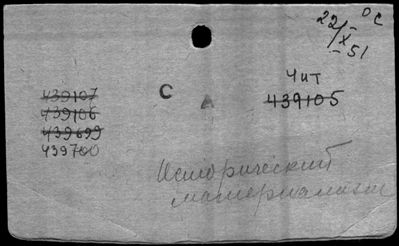 22/X 51 ОС
Чит
С А 439105
439107
439106
439699
439700
Исторический
материализм